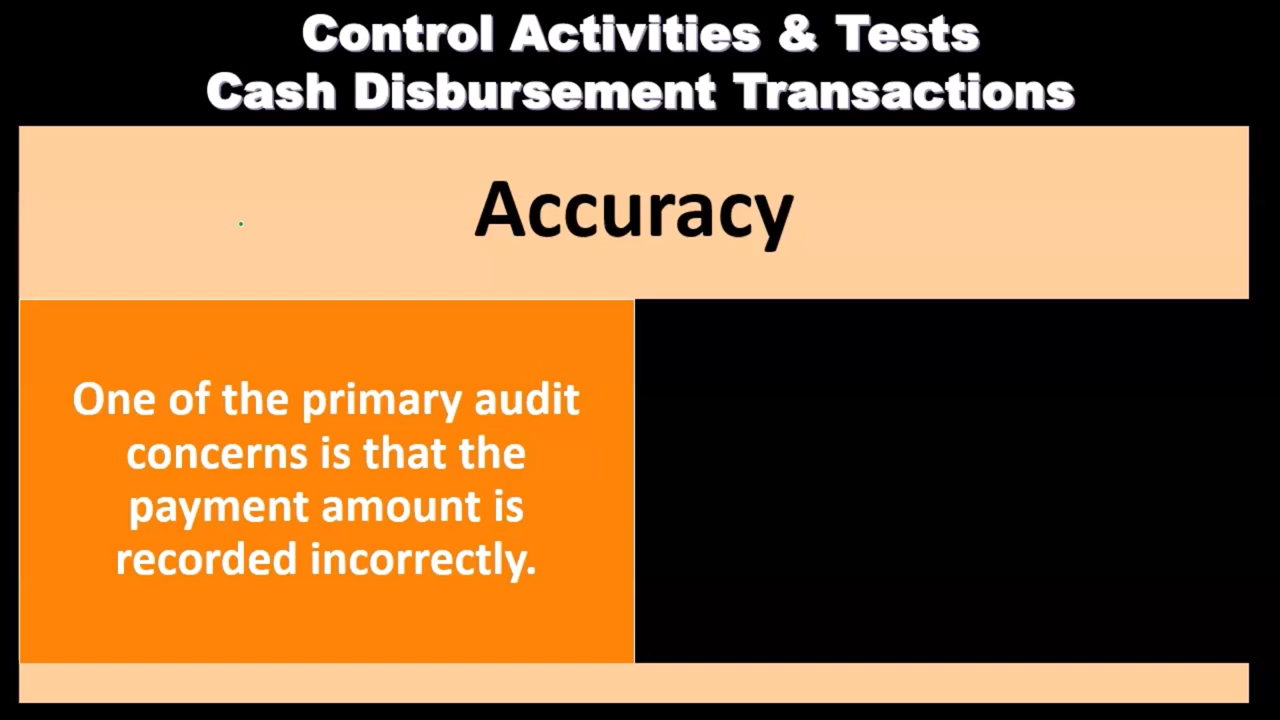 Control Activities & Tests
Cash Disbursement Transactions
Accuracy
One of the primary audit
concerns is that the
payment amount is
recorded incorrectly.